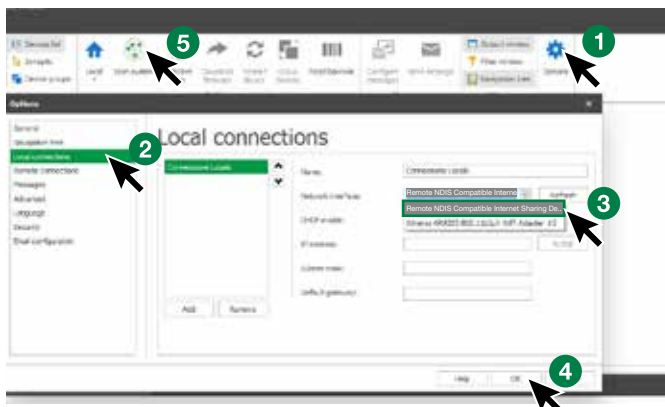 Devices list
Device groups
Local
Scan system
Output window
Filter window
Navigation tree
Options
5
1
Options
General
Navigation tree
Local connections
Remote connections
Messages
Advanced
Language
Security
Email configuration
2
Local connections
Connessione Locale
Name:
Connessione Locale
Network interface:
Remote NDIS Compatible Interne
Refresh
Remote NDIS Compatible Internet Sharing De..
3
DHCP enable:
IP address:
Subnet mask:
Default gateway:
Add
Remove
Help
OK
4